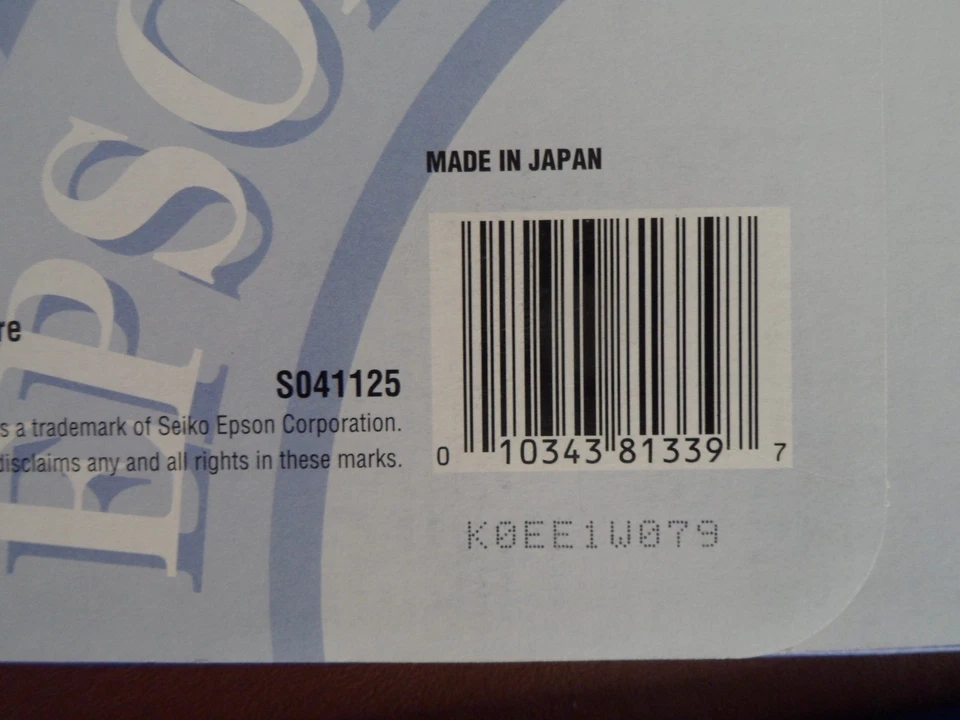 EPSON
MADE IN JAPAN
re
S041125
s a trademark of Seiko Epson Corporation.
disclaims any and all rights in these marks.
0 10343 81339 7
K0EE1W079